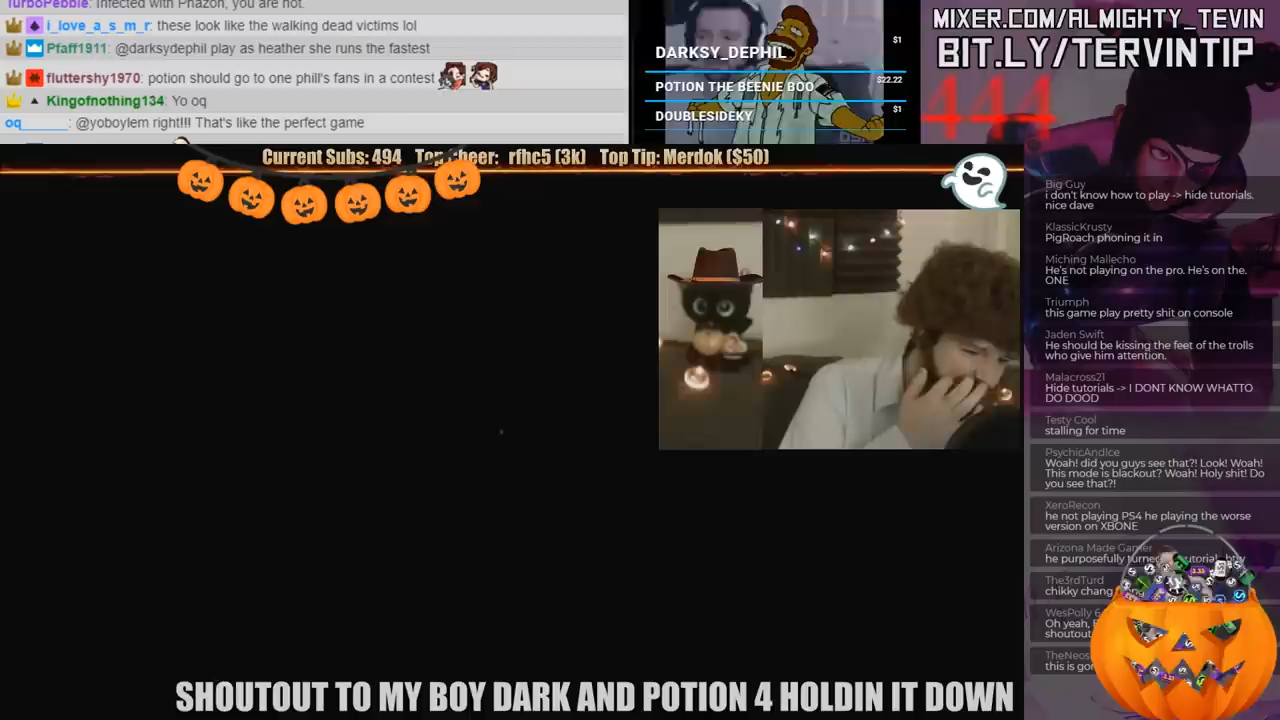 TurboPebble: Infected with Phazon, you are not.
i_love_a_s_m_r: these look like the walking dead victims lol
Pfaff1911: @darksydephil play as heather she runs the fastest
fluttershy1970: potion should go to one phill's fans in a contest
Kingofnothing134: Yo oq
oq______: @yoboylem right!!! That's like the perfect game
DARKSY_DEPHIL $1
POTION THE BEENIE BOO $22.22
DOUBLESIDEKY $1
MIXER.COM/ALMIGHTY_TEVIN
BIT.LY/TERVINTIP
444
Current Subs: 494 Top Cheer: rfhc5 (3k) Top Tip: Merdok ($50)
Big Guy
i don't know how to play -> hide tutorials.
nice dave
KlassicKrusty
PigRoach phoning it in
Miching Mallecho
He's not playing on the pro. He's on the.
ONE
Triumph
this game play pretty shit on console
Jaden Swift
He should be kissing the feet of the trolls
who give him attention.
Malacross21
Hide tutorials -> I DONT KNOW WHATTO
DO DOOD
Testy Cool
stalling for time
PsychicAndIce
Woah! did you guys see that?! Look! Woah!
This mode is blackout? Woah! Holy shit! Do
you see that?!
XeroRecon
he not playing PS4 he playing the worse
version on XBONE
Arizona Made Gamer
he purposefully
The3rdTurd
chikky chang
WesPolly
Oh yeah,
shoutout
this is
SHOUTOUT TO MY BOY DARK AND POTION 4 HOLDIN IT DOWN